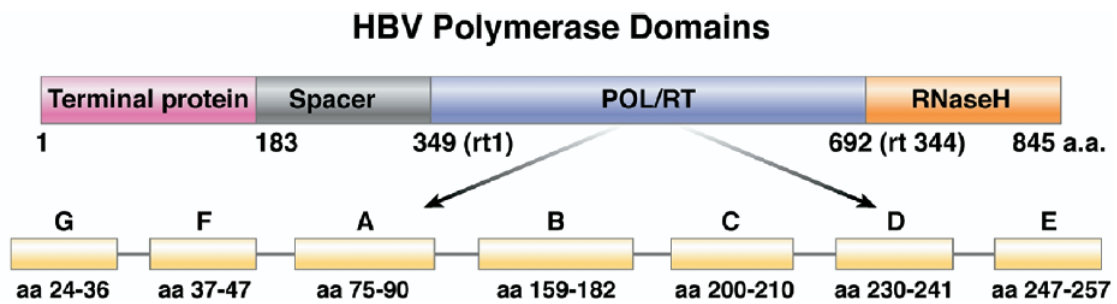 HBV Polymerase Domains
Terminal protein Spacer POL/RT RNaseH
1 183 349 (rt1) 692 (rt 344) 845 a.a.
G F A B C D E
aa 24-36 aa 37-47 aa 75-90 aa 159-182 aa 200-210 aa 230-241 aa 247-257